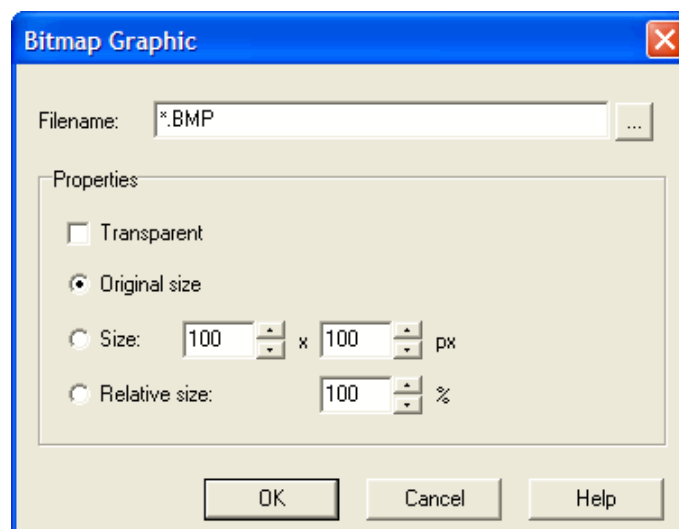 Bitmap Graphic
Filename: *.BMP ...
Properties
Transparent
Original size
Size: 100 x 100 px
Relative size: 100 %
OK Cancel Help